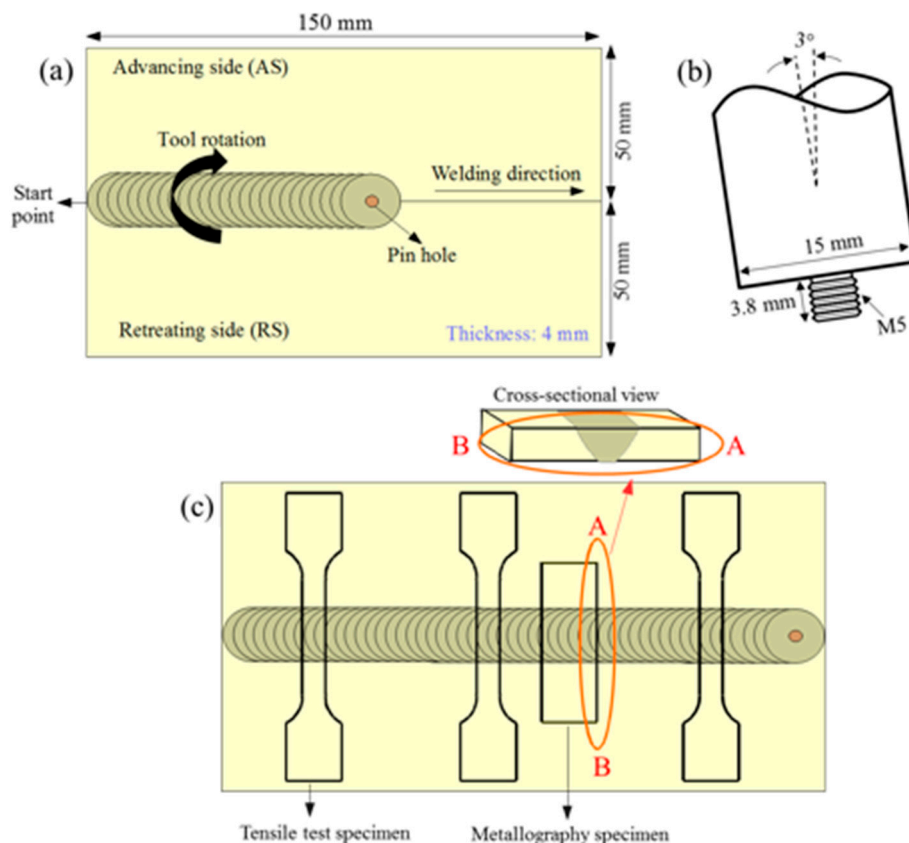 150 mm
(a)
Advancing side (AS)
Tool rotation
Welding direction
Start
point
Pin hole
Retreating side (RS)
Thickness: 4 mm
50 mm
50 mm
(b)
3°
15 mm
3.8 mm
M5
Cross-sectional view
B
A
(c)
A
B
Tensile test specimen
Metallography specimen